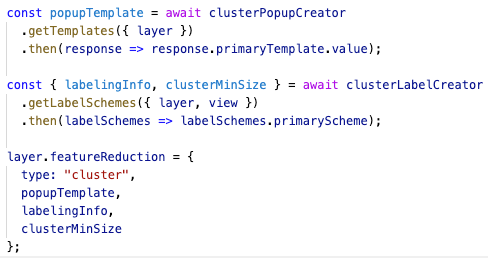 const popupTemplate = await clusterPopupCreator
  .getTemplates({ layer })
  .then(response => response.primaryTemplate.value);

const { labelingInfo, clusterMinSize } = await clusterLabelCreator
  .getLabelSchemes({ layer, view })
  .then(labelSchemes => labelSchemes.primaryScheme);

layer.featureReduction = {
  type: "cluster",
  popupTemplate,
  labelingInfo,
  clusterMinSize
};